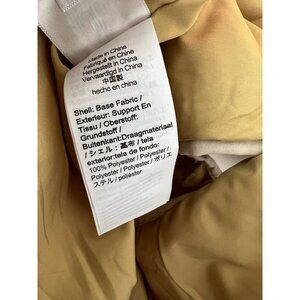 Made in China
Fabriqué en Chine
Hergestellt in China
Vervaardigd in China
中国製
hecho en china
Shell: Base Fabric /
Exterieur: Support En
Tissu / Oberstoff:
Grundstoff /
Buitenkant:Draagmateriaal
/ シェル：基布 / tela
exterior:tela de fondo:
100% Polyester / Polyester /
Polyester / Polyester / ポリエ
ステル / poliéster